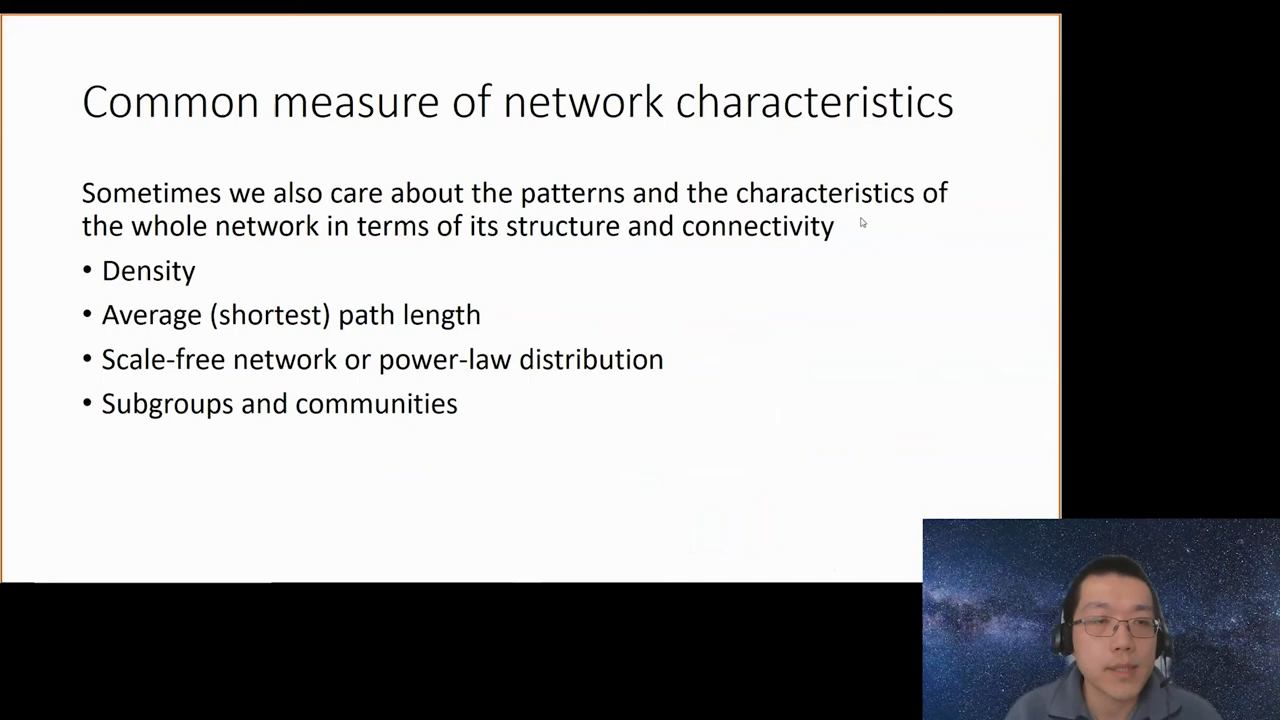 Common measure of network characteristics
Sometimes we also care about the patterns and the characteristics of
the whole network in terms of its structure and connectivity
• Density
• Average (shortest) path length
• Scale-free network or power-law distribution
• Subgroups and communities